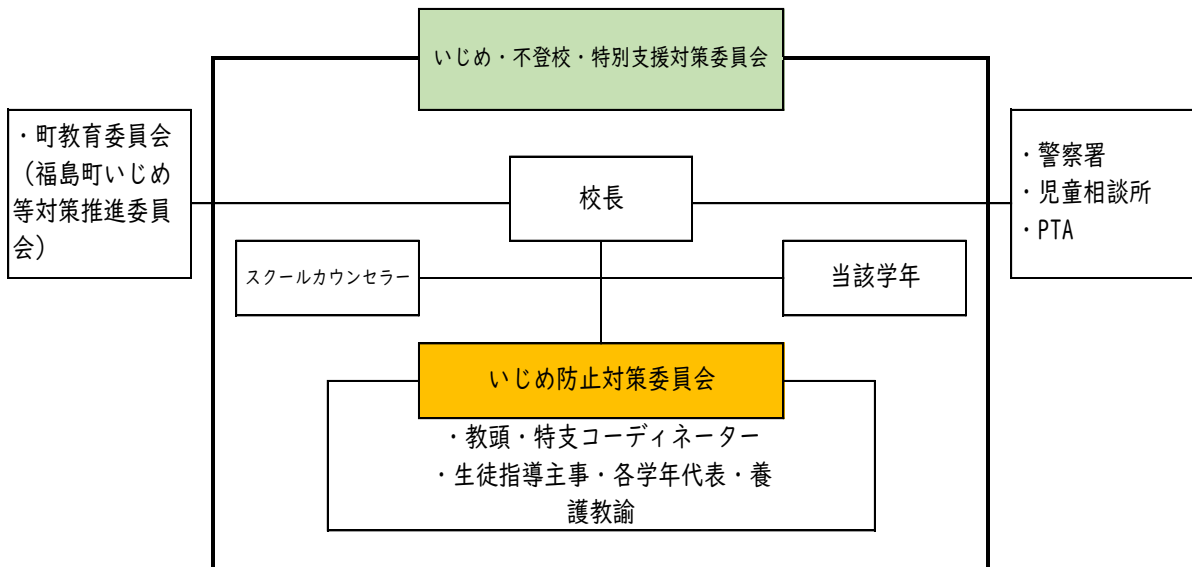 いじめ・不登校・特別支援対策委員会
・町教育委員会
（福島町いじめ
等対策推進委員
会）
校長
・警察署
・児童相談所
・PTA
スクールカウンセラー
当該学年
いじめ防止対策委員会
・教頭・特支コーディネーター
・生徒指導主事・各学年代表・養
護教諭